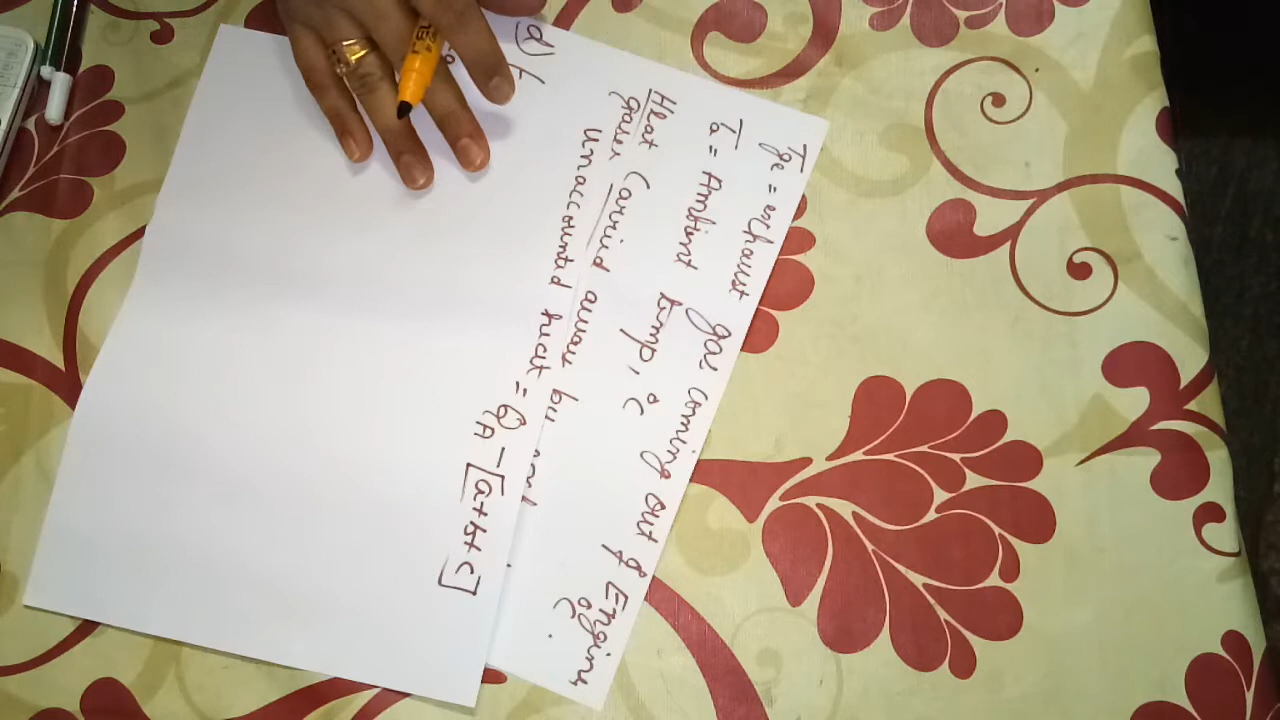 Tge = exhaust gas coming out of Engine °C.
Ta = Ambient temp, °C
Heat Carried away by
gases
d)
Unaccounted heat = QA - [a+b+c]